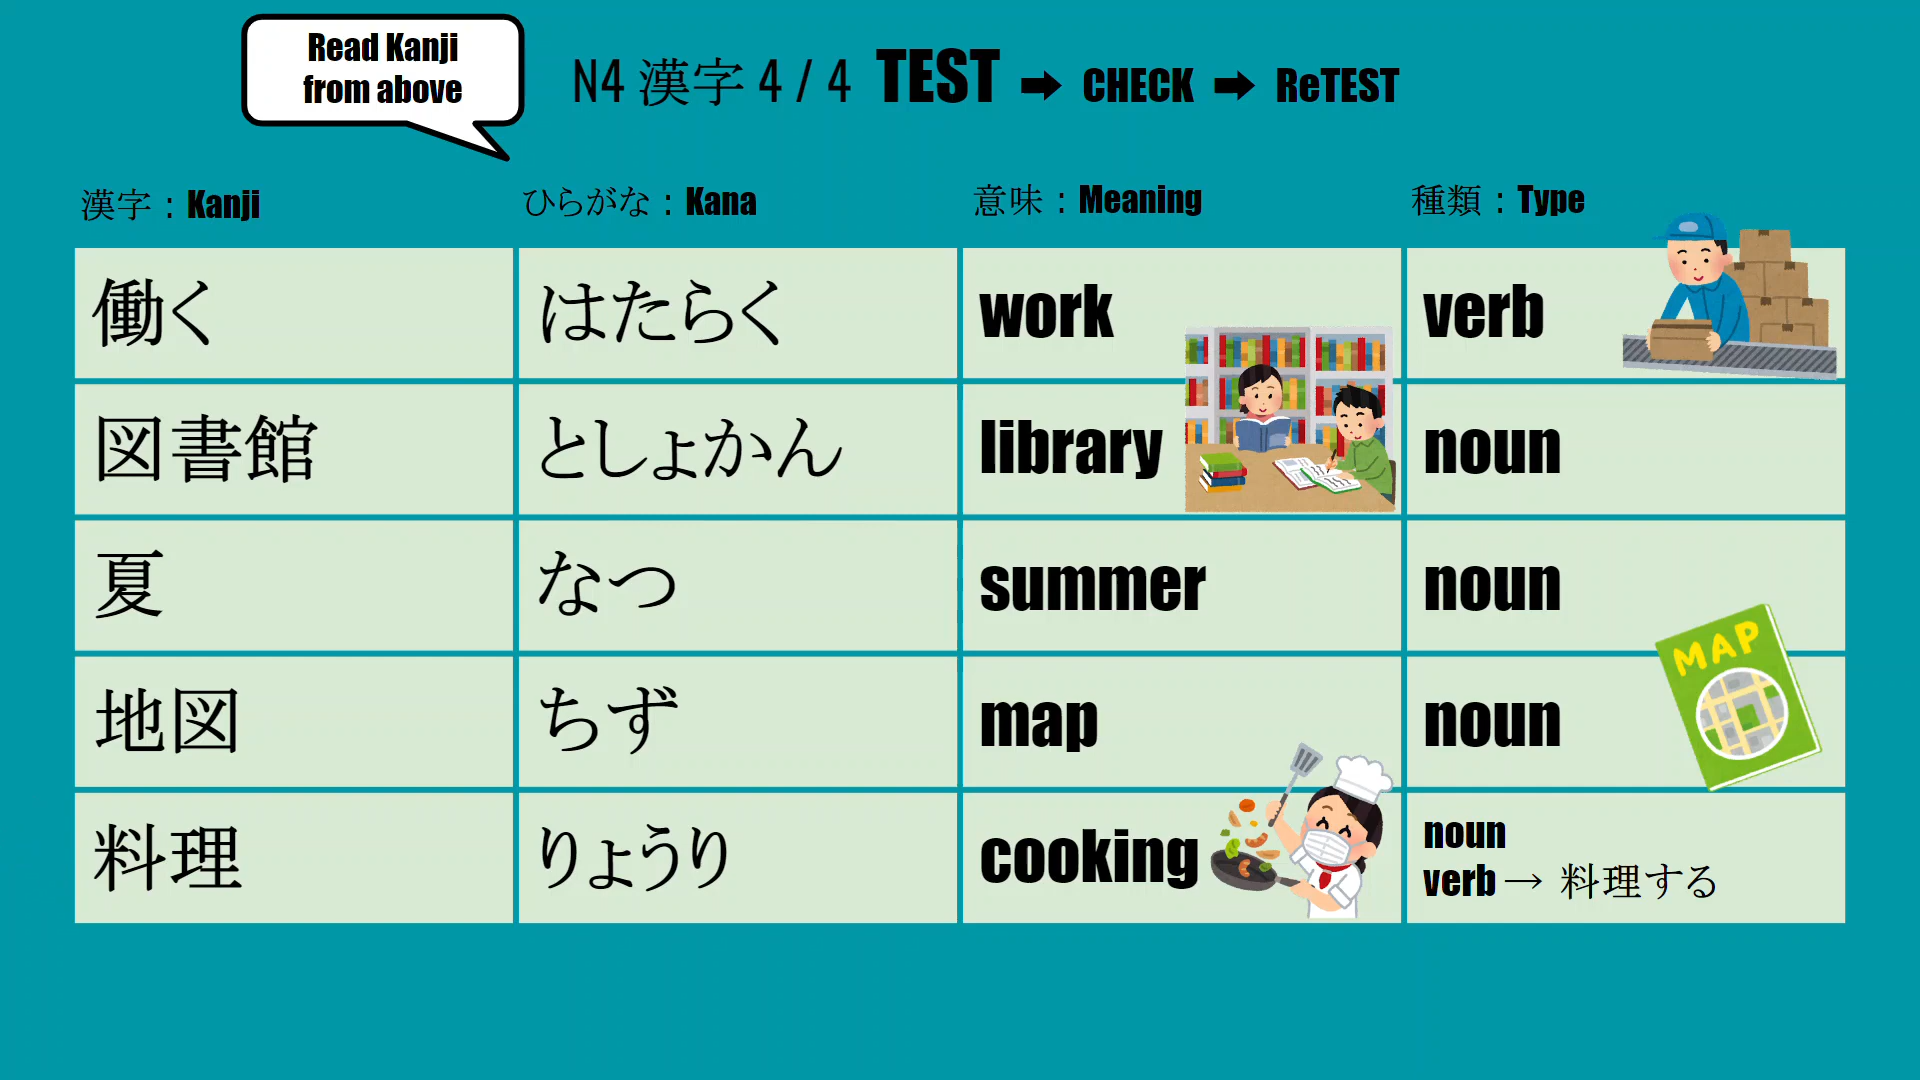 Read Kanji
from above
N4 漢字 4 / 4 TEST ➡ CHECK ➡ ReTEST
漢字：Kanji ひらがな：Kana 意味：Meaning 種類：Type
働く はたらく work verb
図書館 としょかん library noun
夏 なつ summer noun
MAP
地図 ちず map noun
料理 りょうり cooking noun
verb → 料理する